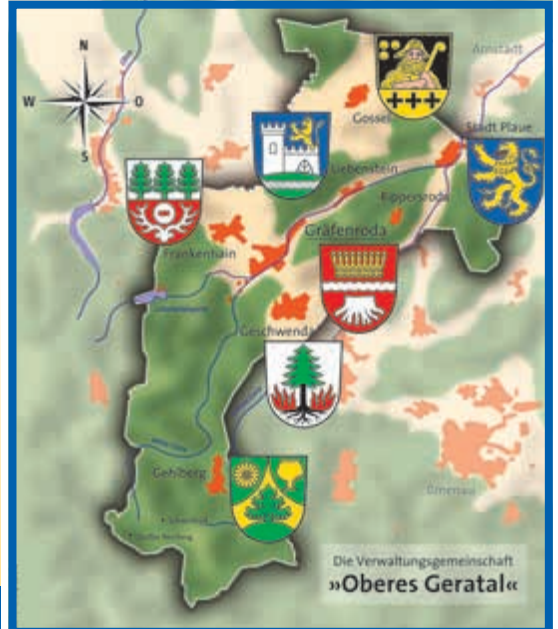 N
W
O
S
Arnstadt
Gossel
Stadt Plaue
Liebenstein
Rippersroda
Gräfenroda
Frankenhain
Geschwenda
Gehlberg
Ilmenau
Die Verwaltungsgemeinschaft
»Oberes Geratal«